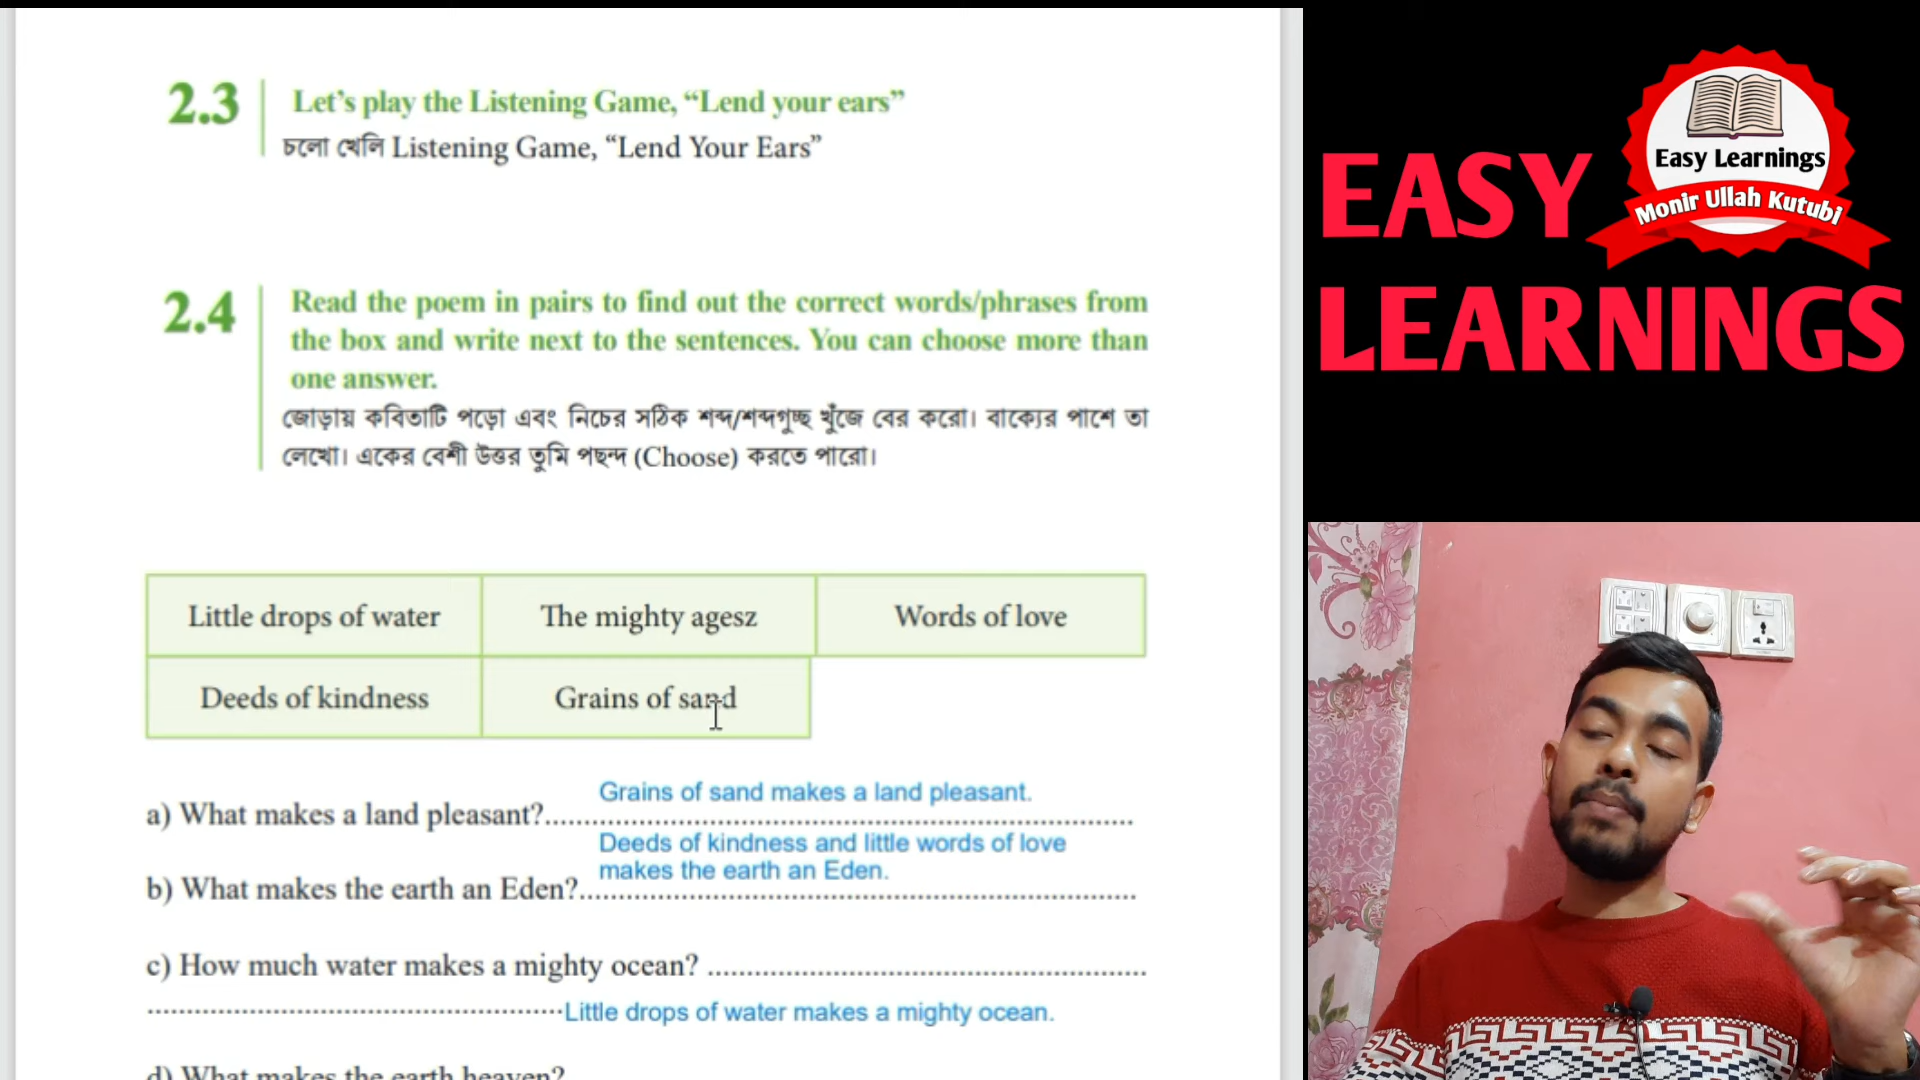 2.3
Let's play the Listening Game, “Lend your ears”
চলো খেলি Listening Game, “Lend Your Ears”
2.4
Read the poem in pairs to find out the correct words/phrases from
the box and write next to the sentences. You can choose more than
one answer.
জোড়ায় কবিতাটি পড়ো এবং নিচের সঠিক শব্দ/শব্দগুচ্ছ খুঁজে বের করো। বাক্যের পাশে তা
লেখো। একের বেশী উত্তর তুমি পছন্দ (Choose) করতে পারো।
Little drops of water
The mighty agesz
Words of love
Deeds of kindness
Grains of sand
Grains of sand makes a land pleasant.
a) What makes a land pleasant?
Deeds of kindness and little words of love
makes the earth an Eden.
b) What makes the earth an Eden?
c) How much water makes a mighty ocean?
Little drops of water makes a mighty ocean.
d) What makes the earth heaven?
EASY
LEARNINGS
Easy Learnings
Monir Ullah Kutubi